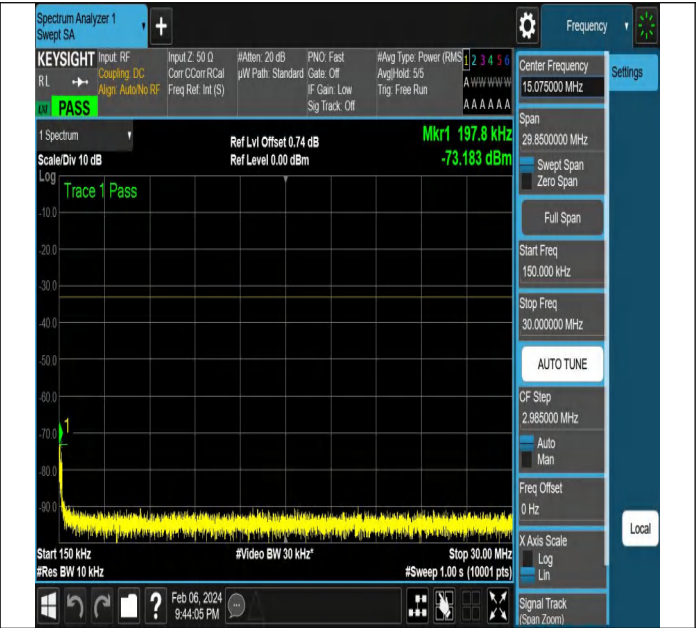 Spectrum Analyzer 1
Swept SA
+
Frequency
KEYSIGHT Input: RF Input Z: 50 Ω #Atten: 20 dB PNO: Fast #Avg Type: Power (RMS 1 2 3 4 5 6
RL Coupling: DC Corr CCorr RCal µW Path: Standard Gate: Off Avg|Hold: 5/5 A W W W W W
Align: Auto/No RF Freq Ref: Int (S) IF Gain: Low Trig: Free Run
PASS Sig Track: Off A A A A A A
Center Frequency
15.075000 MHz
Settings
1 Spectrum
Ref Lvl Offset 0.74 dB Mkr1 197.8 kHz
Scale/Div 10 dB Ref Level 0.00 dBm -73.183 dBm
Log
Trace 1 Pass
-10.0
-20.0
-30.0
-40.0
-50.0
-60.0
-70.0
1
-80.0
-90.0
Start 150 kHz #Video BW 30 kHz* Stop 30.00 MHz
#Res BW 10 kHz #Sweep 1.00 s (10001 pts)
Span
29.8500000 MHz
Swept Span
Zero Span
Full Span
Start Freq
150.000 kHz
Stop Freq
30.000000 MHz
AUTO TUNE
CF Step
2.985000 MHz
Auto
Man
Freq Offset
0 Hz
X Axis Scale
Log
Lin
Local
Signal Track
(Span Zoom)
? Feb 06, 2024
9:44:05 PM